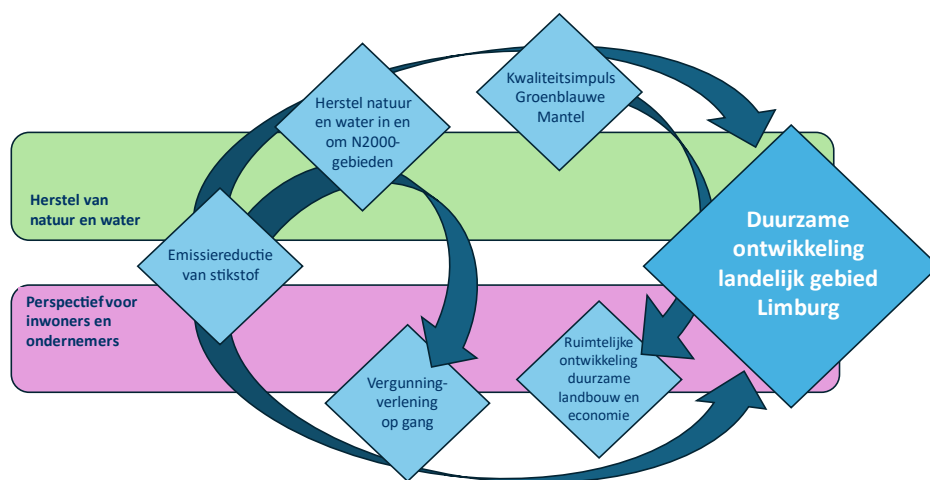 Kwaliteitsimpuls
Groenblauwe
Mantel
Herstel natuur
en water in en
om N2000-
gebieden
Herstel van
natuur en water
Emissiereductie
van stikstof
Duurzame
ontwikkeling
landelijk gebied
Limburg
Perspectief voor
inwoners en
ondernemers
Vergunning-
verlening
op gang
Ruimtelijke
ontwikkeling
duurzame
landbouw en
economie